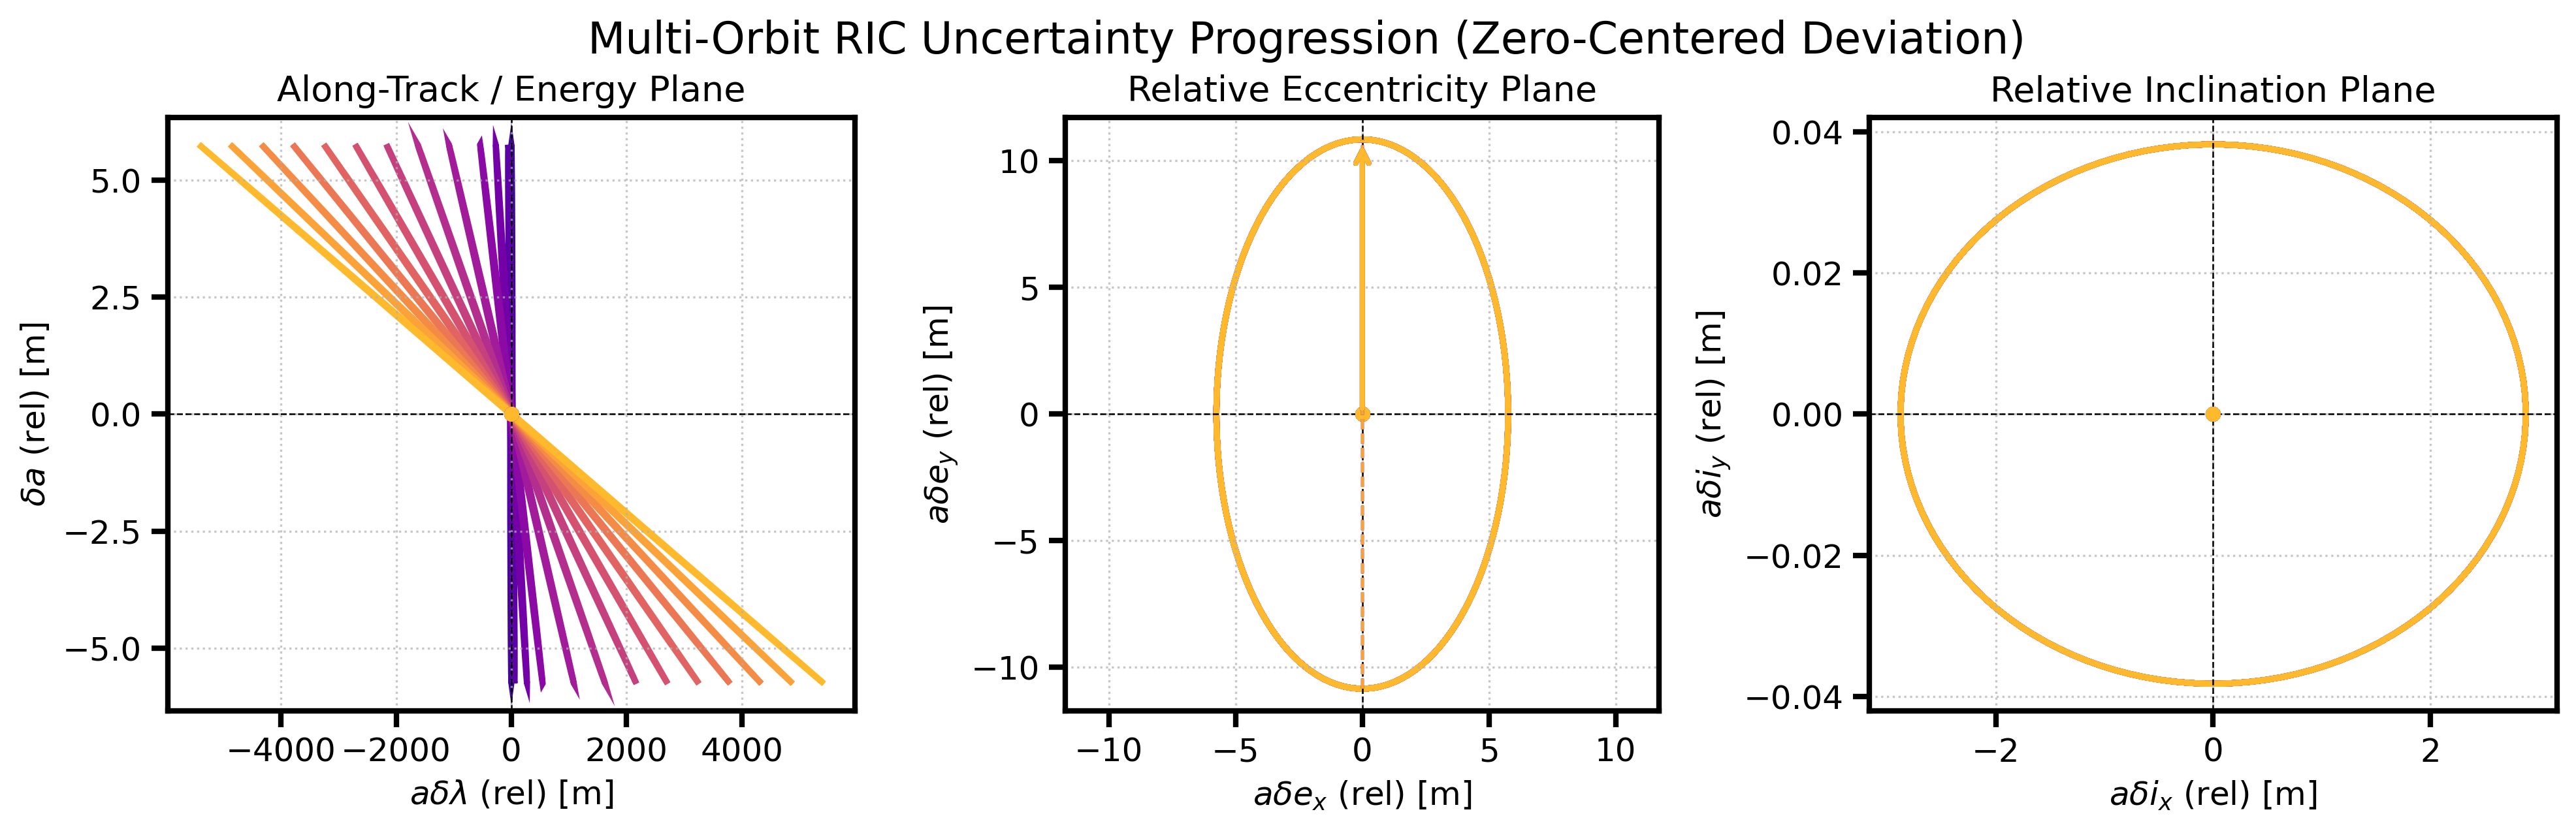 Multi-Orbit RIC Uncertainty Progression (Zero-Centered Deviation)
Along-Track / Energy Plane
5.0
2.5
0.0
−2.5
−5.0
δa (rel) [m]
−4000 −2000 0 2000 4000
aδλ (rel) [m]
Relative Eccentricity Plane
10
5
0
−5
−10
aδe_y (rel) [m]
−10 −5 0 5 10
aδe_x (rel) [m]
Relative Inclination Plane
0.04
0.02
0.00
−0.02
−0.04
aδi_y (rel) [m]
−2 0 2
aδi_x (rel) [m]